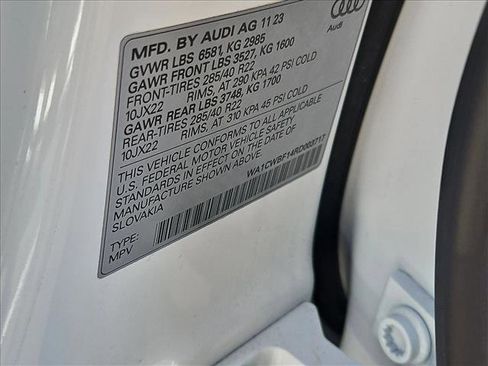 MFD. BY AUDI AG 11 23
GVWR LBS 6581, KG 2985
GAWR FRONT LBS 3527, KG 1600
FRONT-TIRES 285/40 R22
10JX22 RIMS, AT 290 KPA 42 PSI COLD
GAWR REAR LBS 3748, KG 1700
REAR-TIRES 285/40 R22
10JX22 RIMS, AT 310 KPA 45 PSI COLD
THIS VEHICLE CONFORMS TO ALL APPLICABLE
U.S. FEDERAL MOTOR VEHICLE SAFETY
STANDARDS IN EFFECT ON THE DATE OF
MANUFACTURE SHOWN ABOVE.
SLOVAKIA
WA1CWBF14RD003717
TYPE:
MPV
Audi